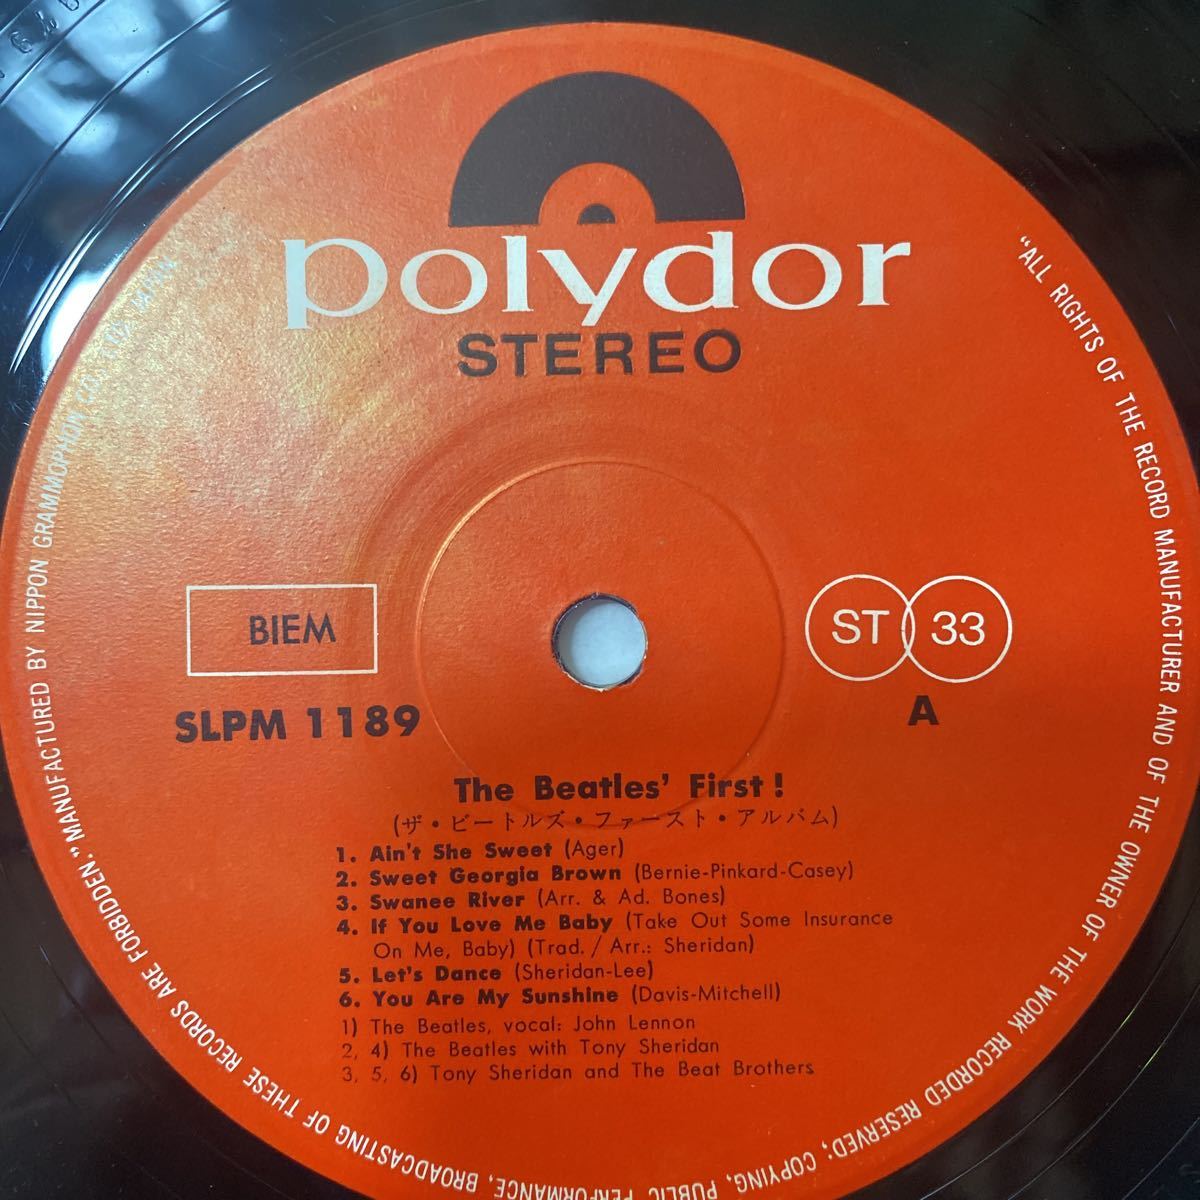 polydor
STEREO
BIEM
ST 33
SLPM 1189
A
The Beatles' First!
(ザ・ビートルズ・ファースト・アルバム)
1. Ain't She Sweet (Ager)
2. Sweet Georgia Brown (Bernie-Pinkard-Casey)
3. Swanee River (Arr. & Ad. Bones)
4. If You Love Me Baby (Take Out Some Insurance
On Me, Baby) (Trad./Arr.: Sheridan)
5. Let's Dance (Sheridan-Lee)
6. You Are My Sunshine (Davis-Mitchell)
1) The Beatles, vocal: John Lennon
2, 4) The Beatles with Tony Sheridan
3, 5, 6) Tony Sheridan and The Beat Brothers
"ALL RIGHTS OF THE RECORD MANUFACTURER AND OF THE OWNER OF THE WORK RECORDED RESERVED; COPYING, PUBLIC PERFORMANCE, BROADCASTING OF THESE RECORDS ARE FORBIDDEN." MANUFACTURED BY NIPPON GRAMMOPHON CO., LTD. JAPAN